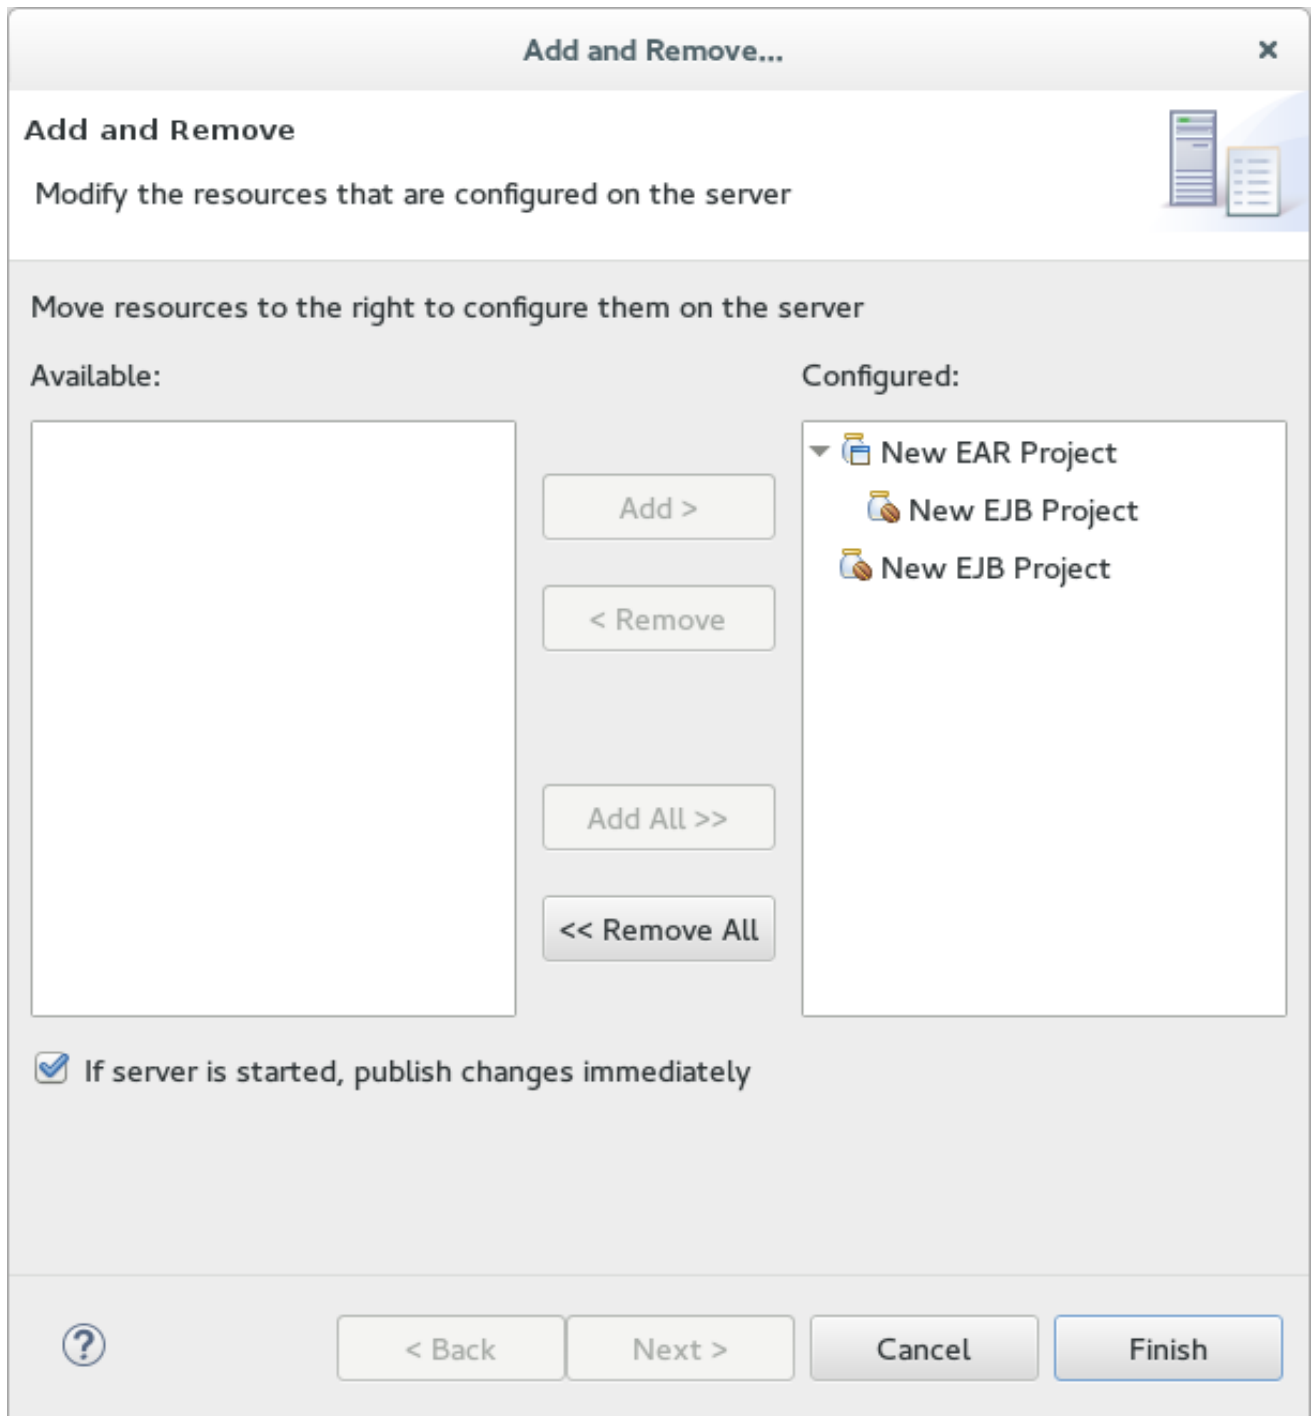 Add and Remove...
Add and Remove
Modify the resources that are configured on the server
Move resources to the right to configure them on the server
Available:
Configured:
New EAR Project
New EJB Project
New EJB Project
Add >
< Remove
Add All >>
<< Remove All
If server is started, publish changes immediately
< Back
Next >
Cancel
Finish